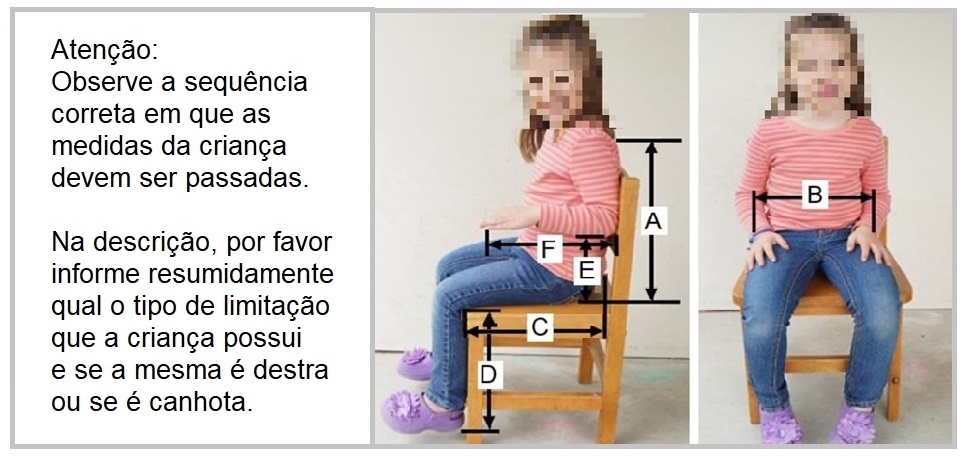 Atenção:
Observe a sequência
correta em que as
medidas da criança
devem ser passadas.
Na descrição, por favor
informe resumidamente
qual o tipo de limitação
que a criança possui
e se a mesma é destra
ou se é canhota.
A
F
E
C
D
B